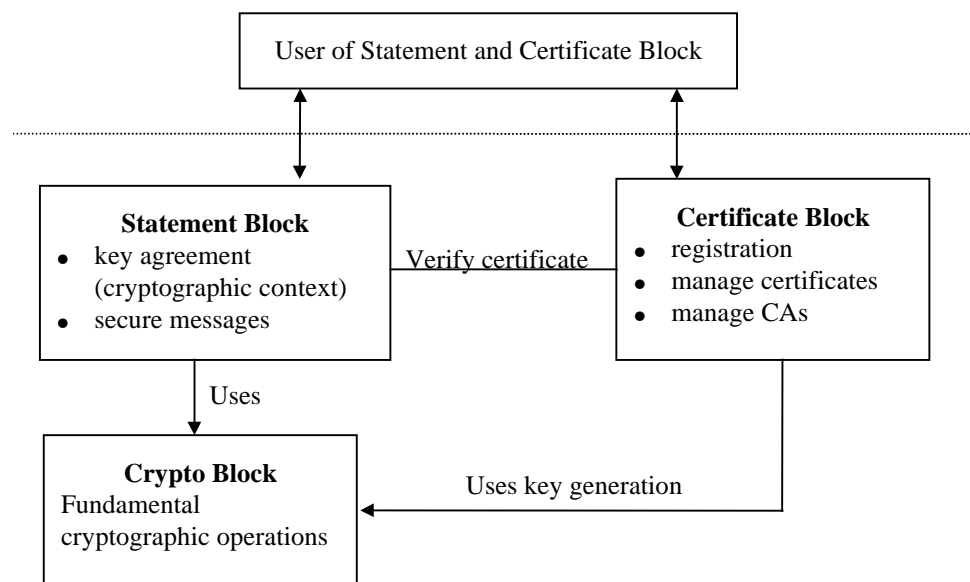 User of Statement and Certificate Block
Statement Block
● key agreement
(cryptographic context)
● secure messages
Verify certificate
Certificate Block
● registration
● manage certificates
● manage CAs
Uses
Crypto Block
Fundamental
cryptographic operations
Uses key generation